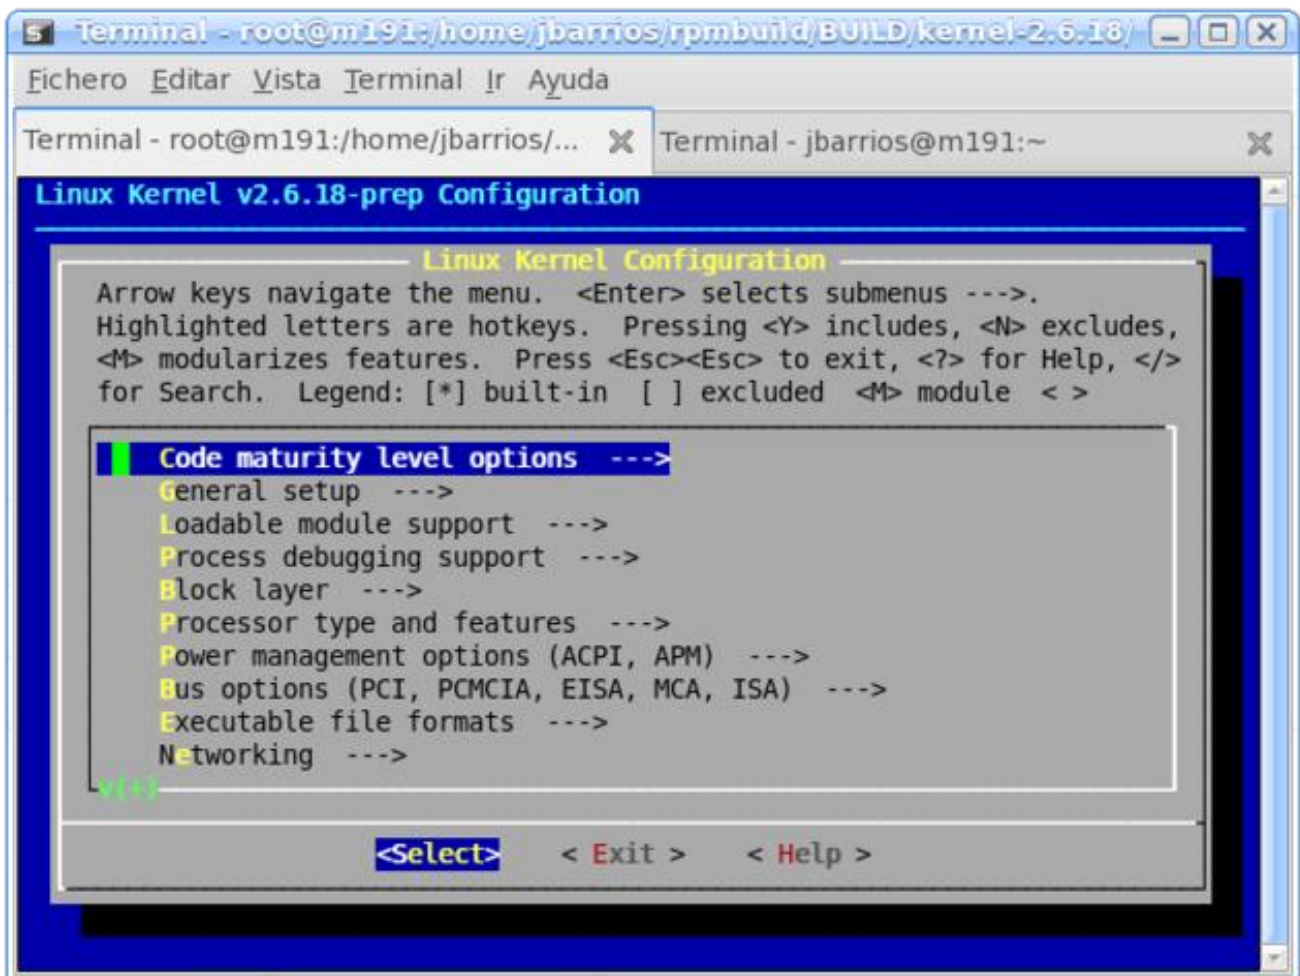 Terminal - root@m191:/home/jbarrios/rpmbuild/BUILD/kernel-2.6.18/
Fichero Editar Vista Terminal Ir Ayuda
Terminal - root@m191:/home/jbarrios/... Terminal - jbarrios@m191:~
Linux Kernel v2.6.18-prep Configuration
Linux Kernel Configuration
Arrow keys navigate the menu. <Enter> selects submenus --->.
Highlighted letters are hotkeys. Pressing <Y> includes, <N> excludes,
<M> modularizes features. Press <Esc><Esc> to exit, <?> for Help, </>
for Search. Legend: [*] built-in [ ] excluded <M> module < >
Code maturity level options --->
General setup --->
Loadable module support --->
Process debugging support --->
Block layer --->
Processor type and features --->
Power management options (ACPI, APM) --->
Bus options (PCI, PCMCIA, EISA, MCA, ISA) --->
Executable file formats --->
Networking --->
v(+)
<Select> < Exit > < Help >